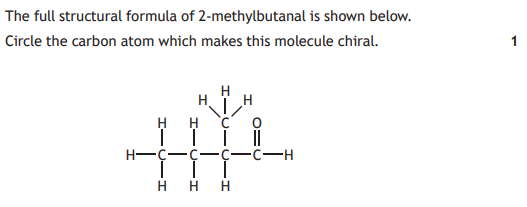 The full structural formula of 2-methylbutanal is shown below.
Circle the carbon atom which makes this molecule chiral.
1
H
H H
H H C O
H C C C C H
H H H